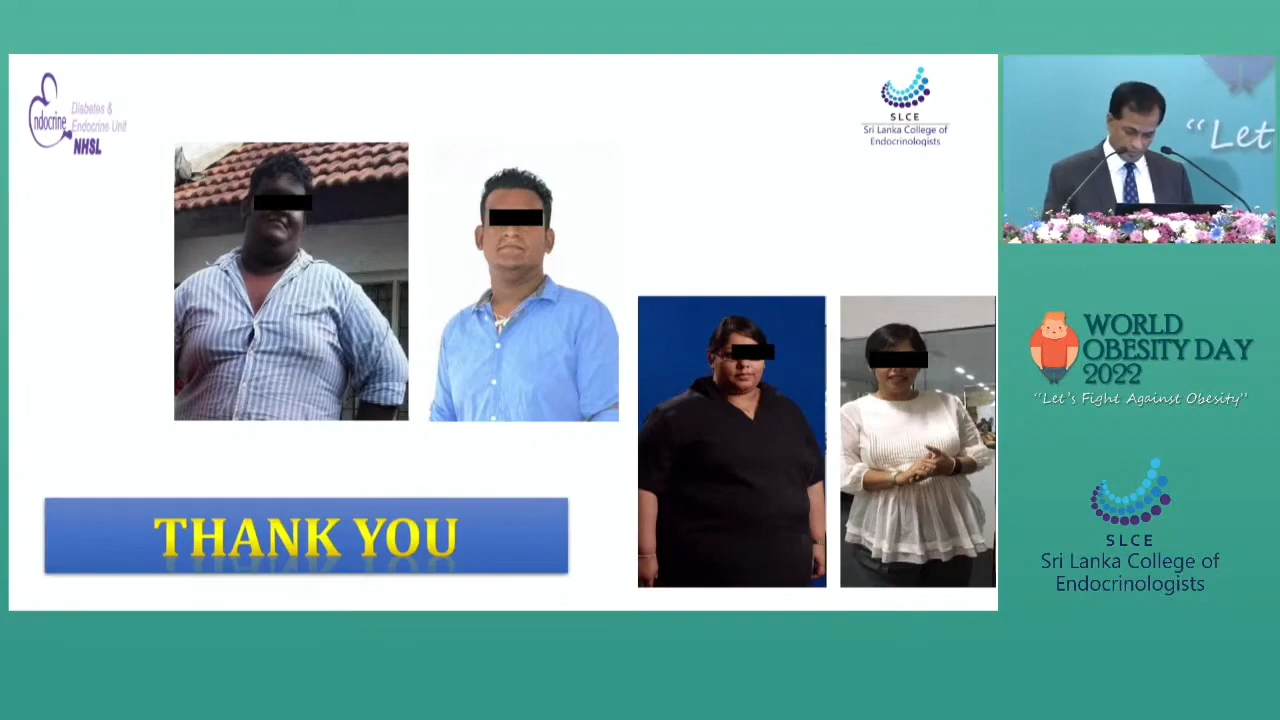 Endocrine
Diabetes &
Endocrine Unit
NHSL
SLCE
Sri Lanka College of
Endocrinologists
THANK YOU
“Let
WORLD
OBESITY DAY
2022
“Let’s Fight Against Obesity”
SLCE
Sri Lanka College of
Endocrinologists